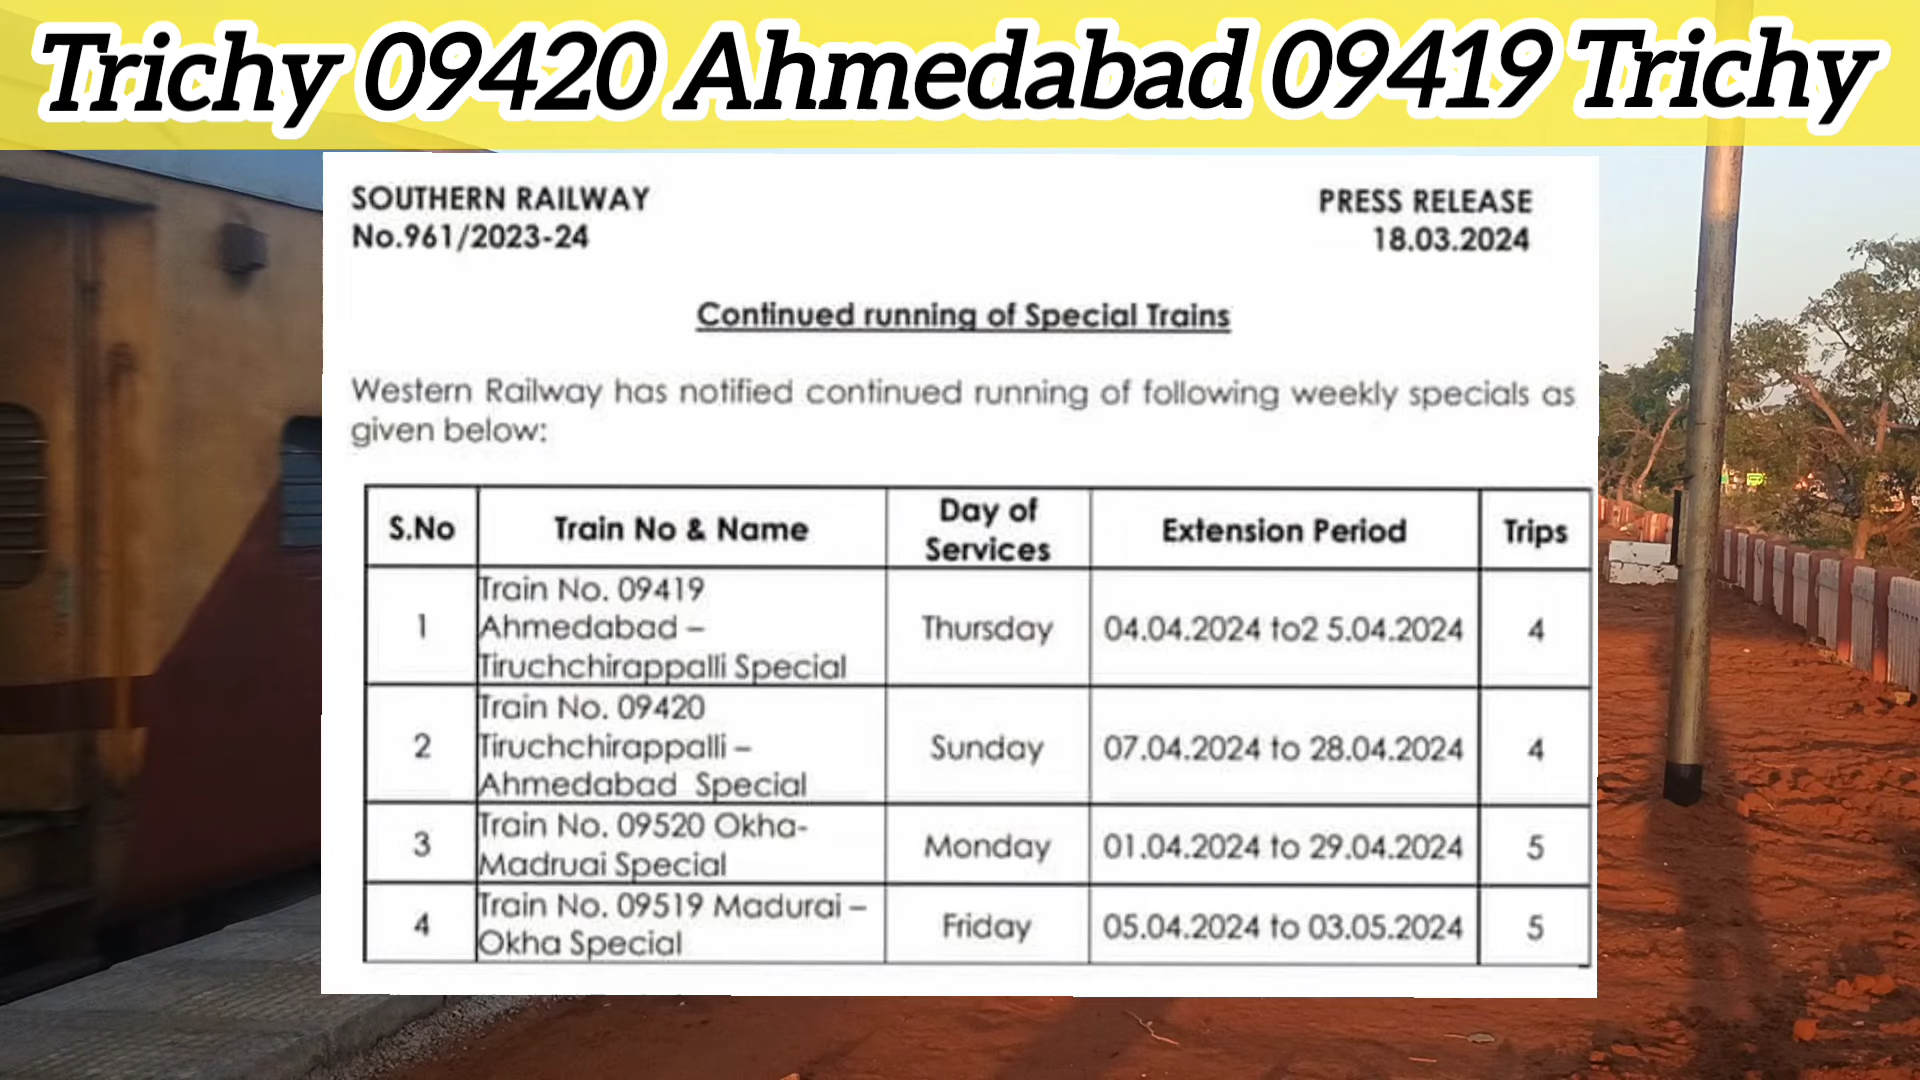 Trichy 09420 Ahmedabad 09419 Trichy
SOUTHERN RAILWAY
No.961/2023-24
PRESS RELEASE
18.03.2024
Continued running of Special Trains
Western Railway has notified continued running of following weekly specials as
given below:
S.No
Train No & Name
Day of
Services
Extension Period
Trips
1
Train No. 09419
Ahmedabad –
Tiruchchirappalli Special
Thursday
04.04.2024 to2 5.04.2024
4
2
Train No. 09420
Tiruchchirappalli –
Ahmedabad Special
Sunday
07.04.2024 to 28.04.2024
4
3
Train No. 09520 Okha-
Madruai Special
Monday
01.04.2024 to 29.04.2024
5
4
Train No. 09519 Madurai –
Okha Special
Friday
05.04.2024 to 03.05.2024
5